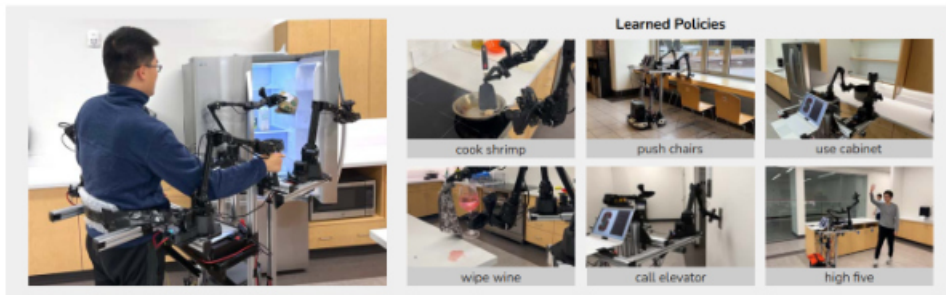 Learned Policies
cook shrimp
push chairs
use cabinet
wipe wine
call elevator
high five